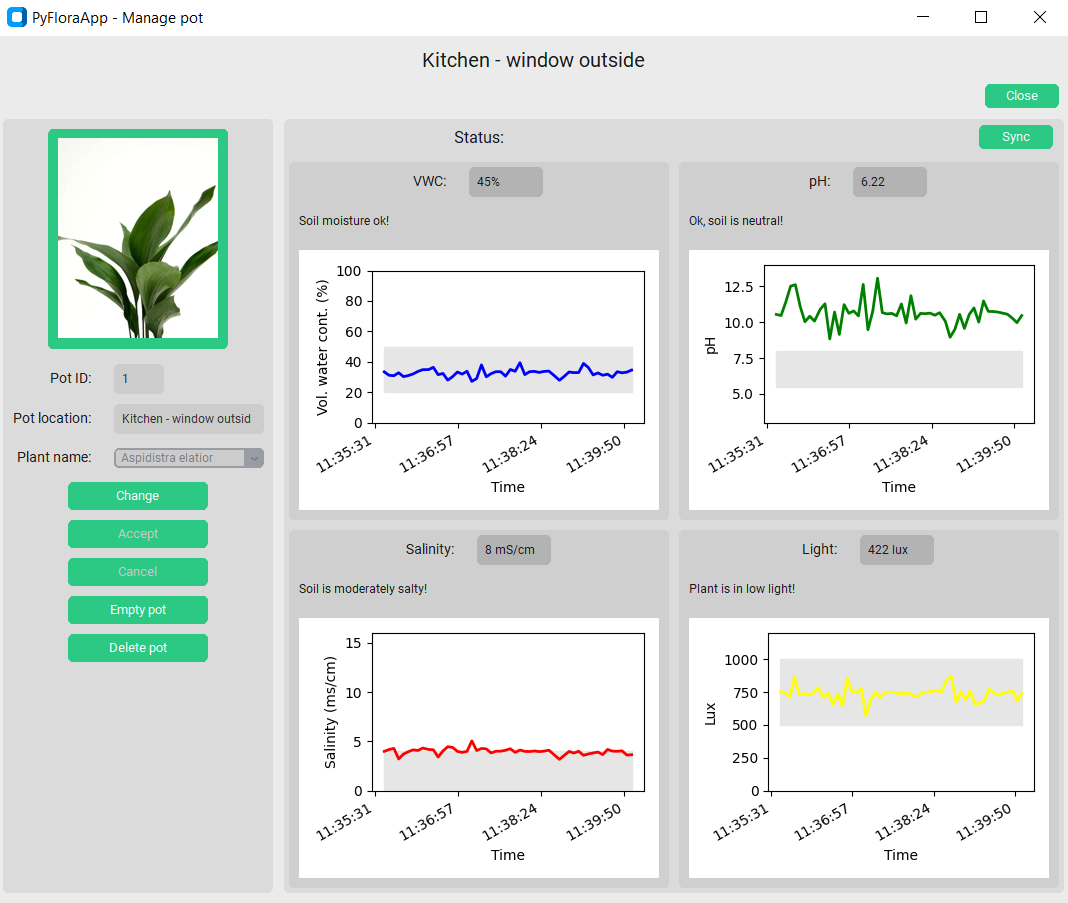 PyFloraApp - Manage pot
Kitchen - window outside
Close
Pot ID:
1
Pot location:
Kitchen - window outsid
Plant name:
Aspidistra elatior
Change
Accept
Cancel
Empty pot
Delete pot
Status:
Sync
VWC:
45%
Soil moisture ok!
Vol. water cont. (%)
100
80
60
40
20
0
11:35:31
11:36:57
11:38:24
11:39:50
Time
pH:
6.22
Ok, soil is neutral!
pH
12.5
10.0
7.5
5.0
11:35:31
11:36:57
11:38:24
11:39:50
Time
Salinity:
8 mS/cm
Soil is moderately salty!
Salinity (ms/cm)
15
10
5
0
11:35:31
11:36:57
11:38:24
11:39:50
Time
Light:
422 lux
Plant is in low light!
Lux
1000
750
500
250
0
11:35:31
11:36:57
11:38:24
11:39:50
Time